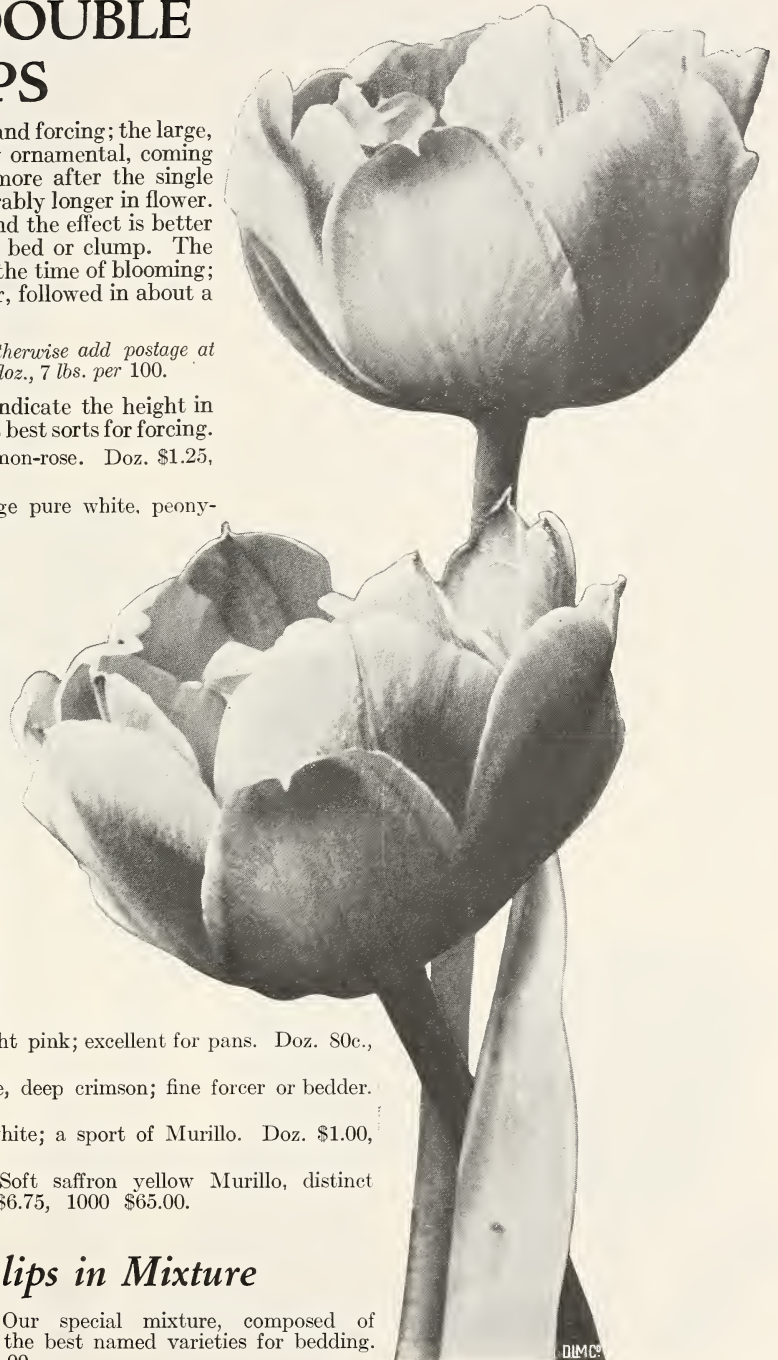 OUBLE
PS
and forcing; the large,
ornamental, coming
more after the single
rably longer in flower.
nd the effect is better
bed or clump. The
the time of blooming;
r, followed in about a
herwise add postage at
doz., 7 lbs. per 100.
ndicate the height in
best sorts for forcing.
mon-rose. Doz. $1.25,
ge pure white, peony-
ht pink; excellent for pans. Doz. 80c.,
e, deep crimson; fine forcer or bedder.
hite; a sport of Murillo. Doz. $1.00,
Soft saffron yellow Murillo, distinct
$6.75, 1000 $65.00.
lips in Mixture
Our special mixture, composed of
the best named varieties for bedding.
DLMCo